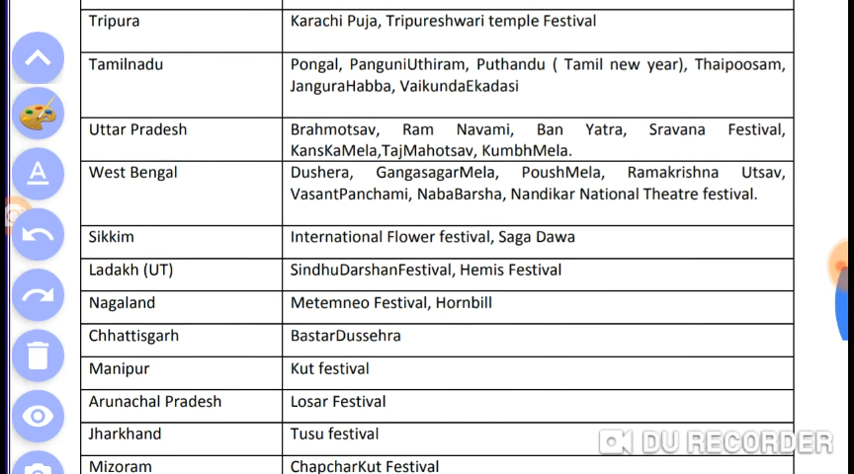 Tripura Karachi Puja, Tripureshwari temple Festival
Tamilnadu Pongal, PanguniUthiram, Puthandu ( Tamil new year), Thaipoosam,
JanguraHabba, VaikundaEkadasi
Uttar Pradesh Brahmotsav, Ram Navami, Ban Yatra, Sravana Festival,
KansKaMela,TajMahotsav, KumbhMela.
West Bengal Dushera, GangasagarMela, PoushMela, Ramakrishna Utsav,
VasantPanchami, NabaBarsha, Nandikar National Theatre festival.
Sikkim International Flower festival, Saga Dawa
Ladakh (UT) SindhuDarshanFestival, Hemis Festival
Nagaland Metemneo Festival, Hornbill
Chhattisgarh BastarDussehra
Manipur Kut festival
Arunachal Pradesh Losar Festival
Jharkhand Tusu festival
Mizoram ChapcharKut Festival
A
DU RECORDER